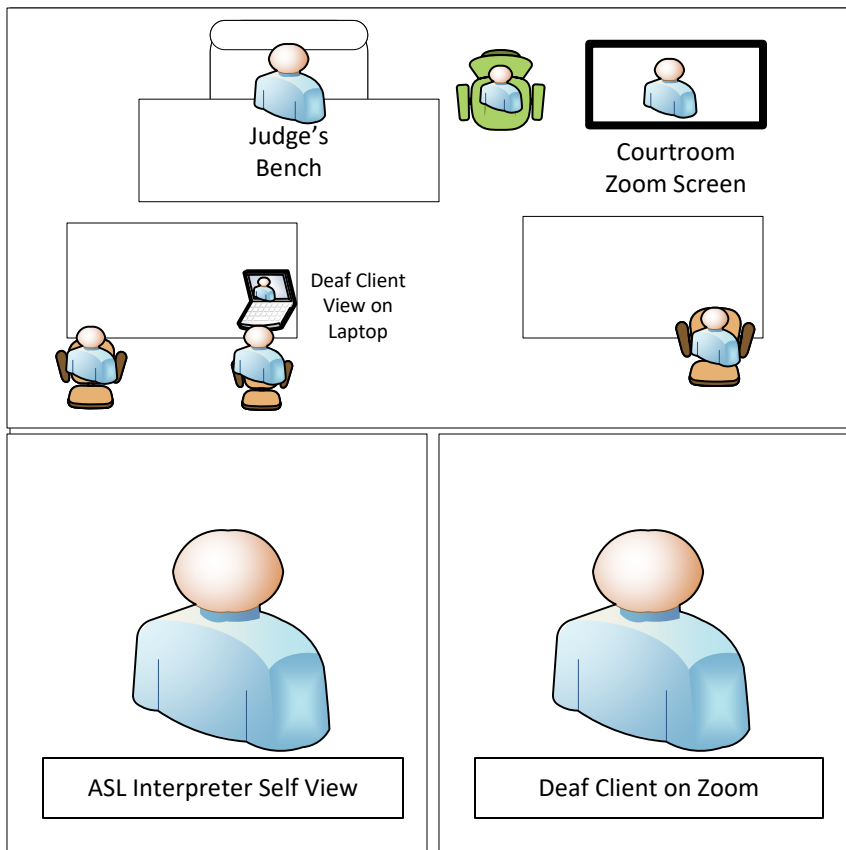 Judge's
Bench
Courtroom
Zoom Screen
Deaf Client
View on
Laptop
ASL Interpreter Self View
Deaf Client on Zoom